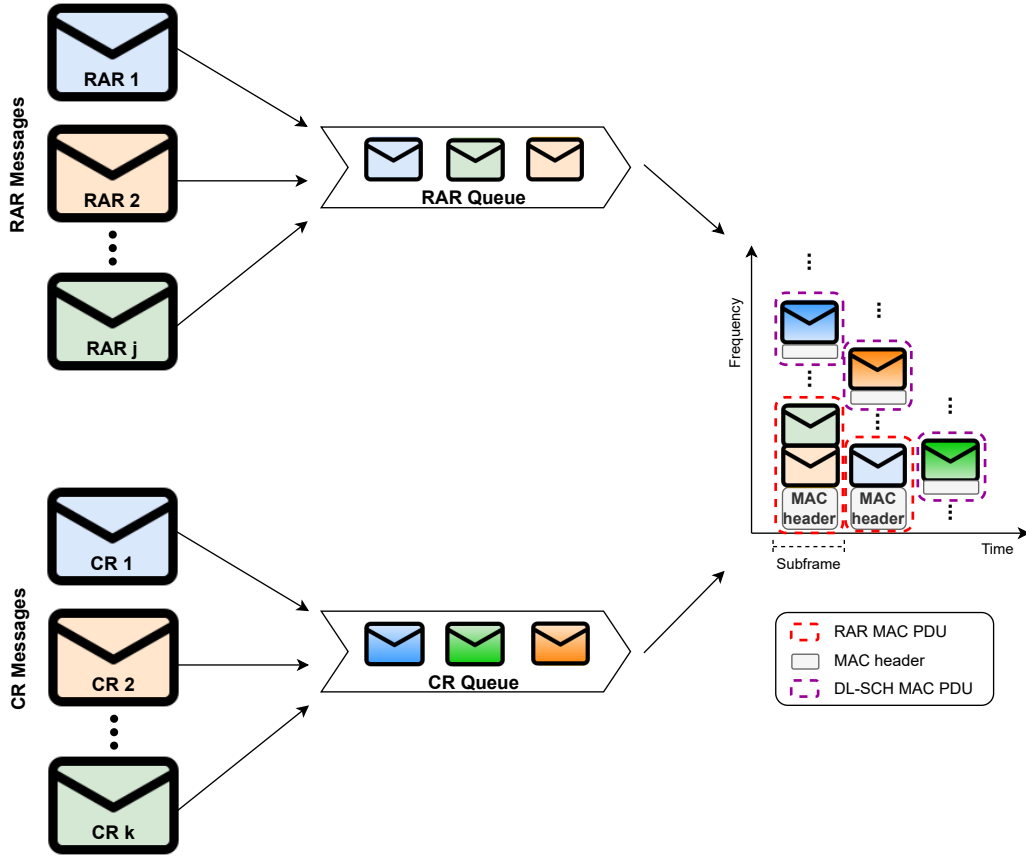 RAR Messages
RAR 1
RAR 2
RAR j
RAR Queue
CR Messages
CR 1
CR 2
CR k
CR Queue
Frequency
MAC
header
MAC
header
Time
Subframe
RAR MAC PDU
MAC header
DL-SCH MAC PDU